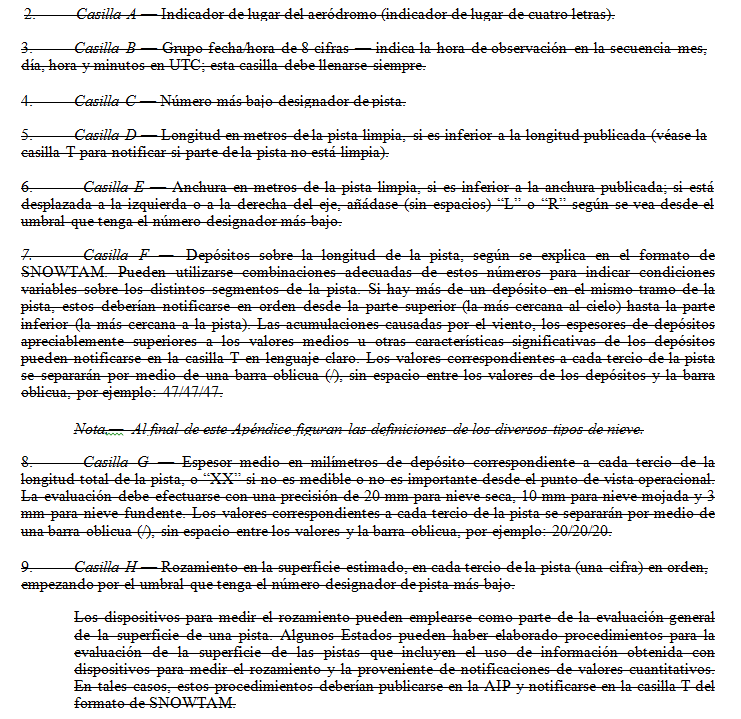 2. Casilla A — Indicador de lugar del aeródromo (indicador de lugar de cuatro letras).
3. Casilla B — Grupo fecha/hora de 8 cifras — indica la hora de observación en la secuencia mes,
día, hora y minutos en UTC; esta casilla debe llenarse siempre.
4. Casilla C — Número más bajo designador de pista.
5. Casilla D — Longitud en metros de la pista limpia, si es inferior a la longitud publicada (véase la
casilla T para notificar si parte de la pista no está limpia).
6. Casilla E — Anchura en metros de la pista limpia, si es inferior a la anchura publicada; si está
desplazada a la izquierda o a la derecha del eje, añádase (sin espacios) “L” o “R” según se vea desde el
umbral que tenga el número designador más bajo.
7. Casilla F — Depósitos sobre la longitud de la pista, según se explica en el formato de
SNOWTAM. Pueden utilizarse combinaciones adecuadas de estos números para indicar condiciones
variables sobre los distintos segmentos de la pista. Si hay más de un depósito en el mismo tramo de la
pista, estos deberían notificarse en orden desde la parte superior (la más cercana al cielo) hasta la parte
inferior (la más cercana a la pista). Las acumulaciones causadas por el viento, los espesores de depósitos
apreciablemente superiores a los valores medios u otras características significativas de los depósitos
pueden notificarse en la casilla T en lenguaje claro. Los valores correspondientes a cada tercio de la pista
se separarán por medio de una barra oblicua (/), sin espacio entre los valores de los depósitos y la barra
oblicua, por ejemplo: 47/47/47.
Nota.— Al final de este Apéndice figuran las definiciones de los diversos tipos de nieve.
8. Casilla G — Espesor medio en milímetros de depósito correspondiente a cada tercio de la
longitud total de la pista, o “XX” si no es medible o no es importante desde el punto de vista operacional.
La evaluación debe efectuarse con una precisión de 20 mm para nieve seca, 10 mm para nieve mojada y 3
mm para nieve fundente. Los valores correspondientes a cada tercio de la pista se separarán por medio de
una barra oblicua (/), sin espacio entre los valores y la barra oblicua, por ejemplo: 20/20/20.
9. Casilla H — Rozamiento en la superficie estimado, en cada tercio de la pista (una cifra) en orden,
empezando por el umbral que tenga el número designador de pista más bajo.
Los dispositivos para medir el rozamiento pueden emplearse como parte de la evaluación general
de la superficie de una pista. Algunos Estados pueden haber elaborado procedimientos para la
evaluación de la superficie de las pistas que incluyen el uso de información obtenida con
dispositivos para medir el rozamiento y la proveniente de notificaciones de valores cuantitativos.
En tales casos, estos procedimientos deberían publicarse en la AIP y notificarse en la casilla T del
formato de SNOWTAM.